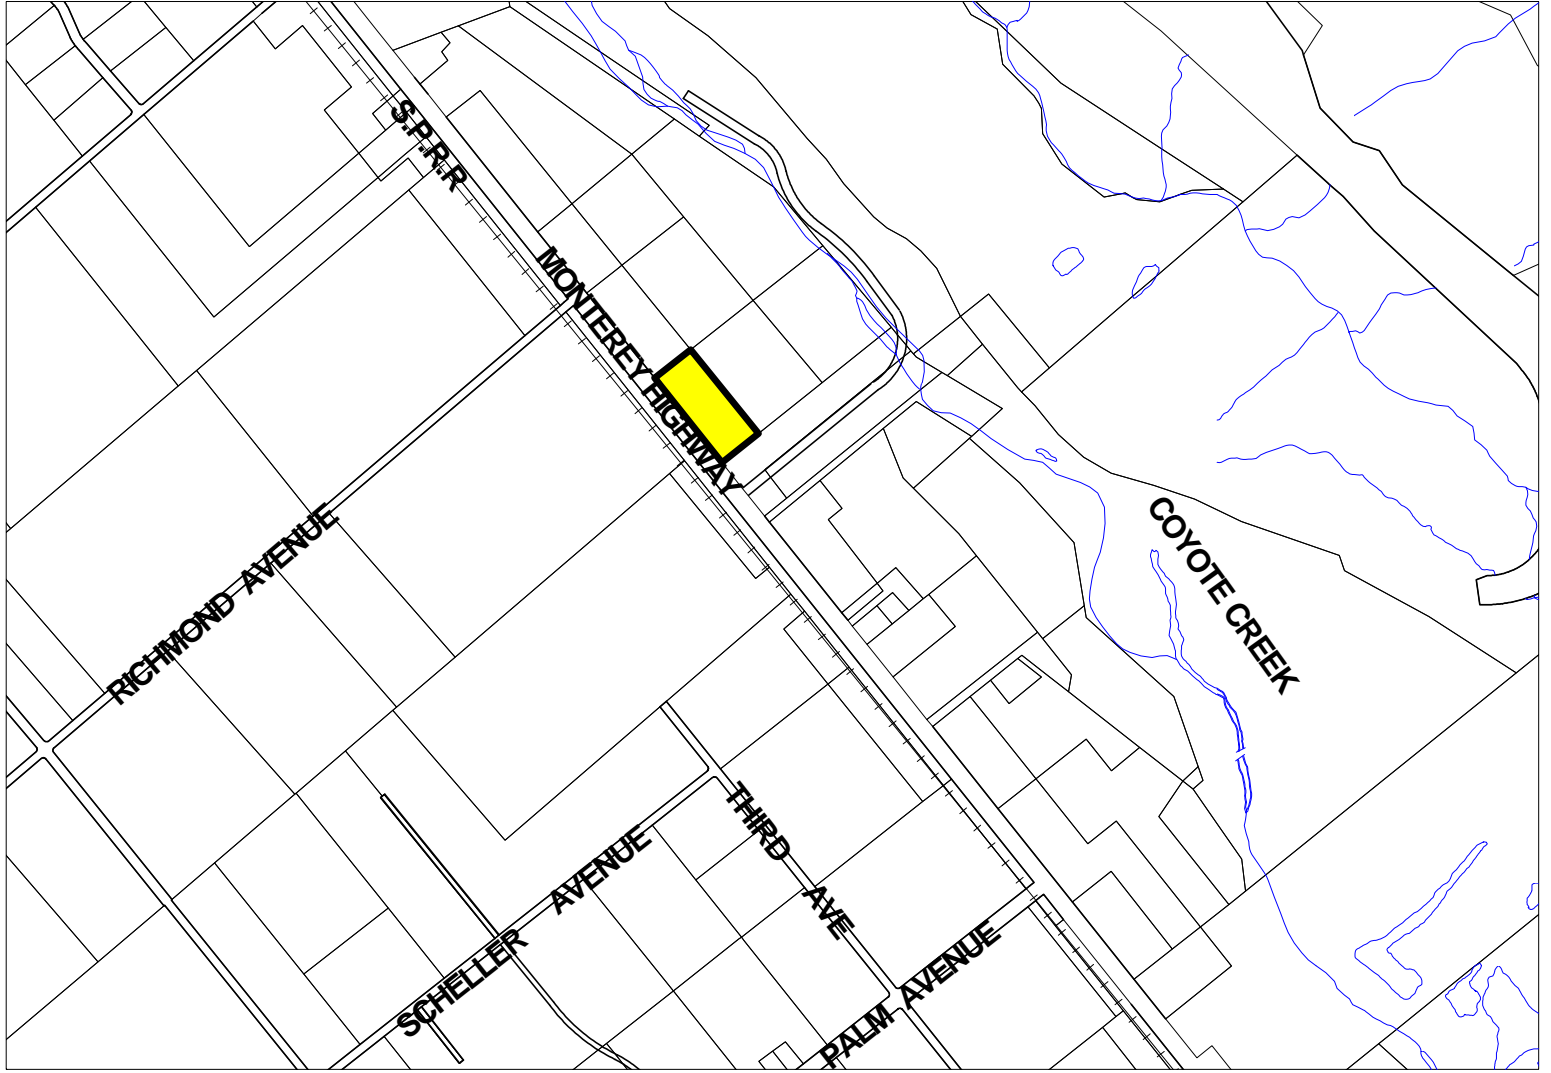 S.P.R.R
MONTEREY HIGHWAY
COYOTE CREEK
RICHMOND AVENUE
THIRD AVE
SCHELLER AVENUE
PALM AVENUE